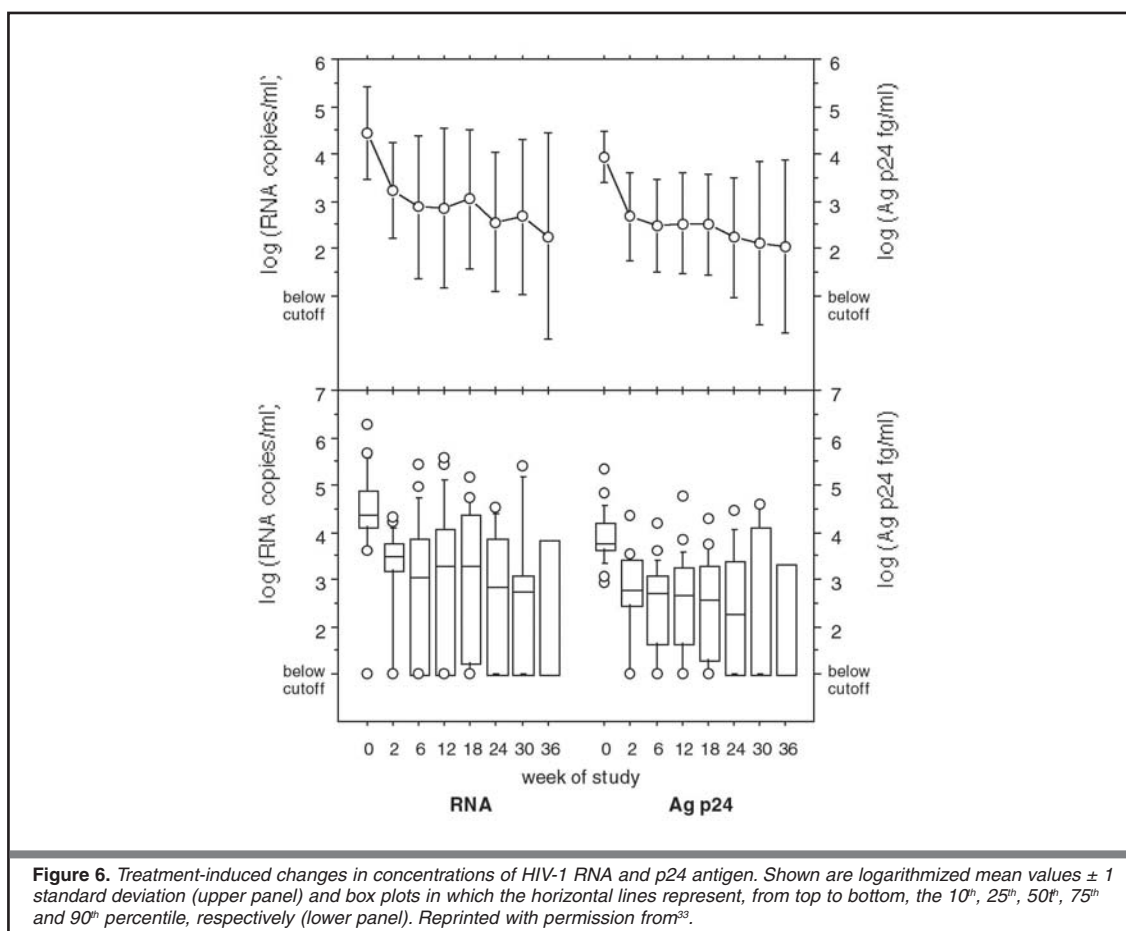 6
6
5
5
4
4
3
3
2
2
below
cutoff
below
cutoff
log (RNA copies/ml)
log (Ag p24 fg/ml)
7
7
6
6
5
5
4
4
3
3
2
2
below
cutoff
below
cutoff
log (RNA copies/ml)
log (Ag p24 fg/ml)
0 2 6 12 18 24 30 36 0 2 6 12 18 24 30 36
week of study
RNA Ag p24
Figure 6. Treatment-induced changes in concentrations of HIV-1 RNA and p24 antigen. Shown are logarithmized mean values ± 1
standard deviation (upper panel) and box plots in which the horizontal lines represent, from top to bottom, the 10th, 25th, 50t, 75th
and 90th percentile, respectively (lower panel). Reprinted with permission from33.